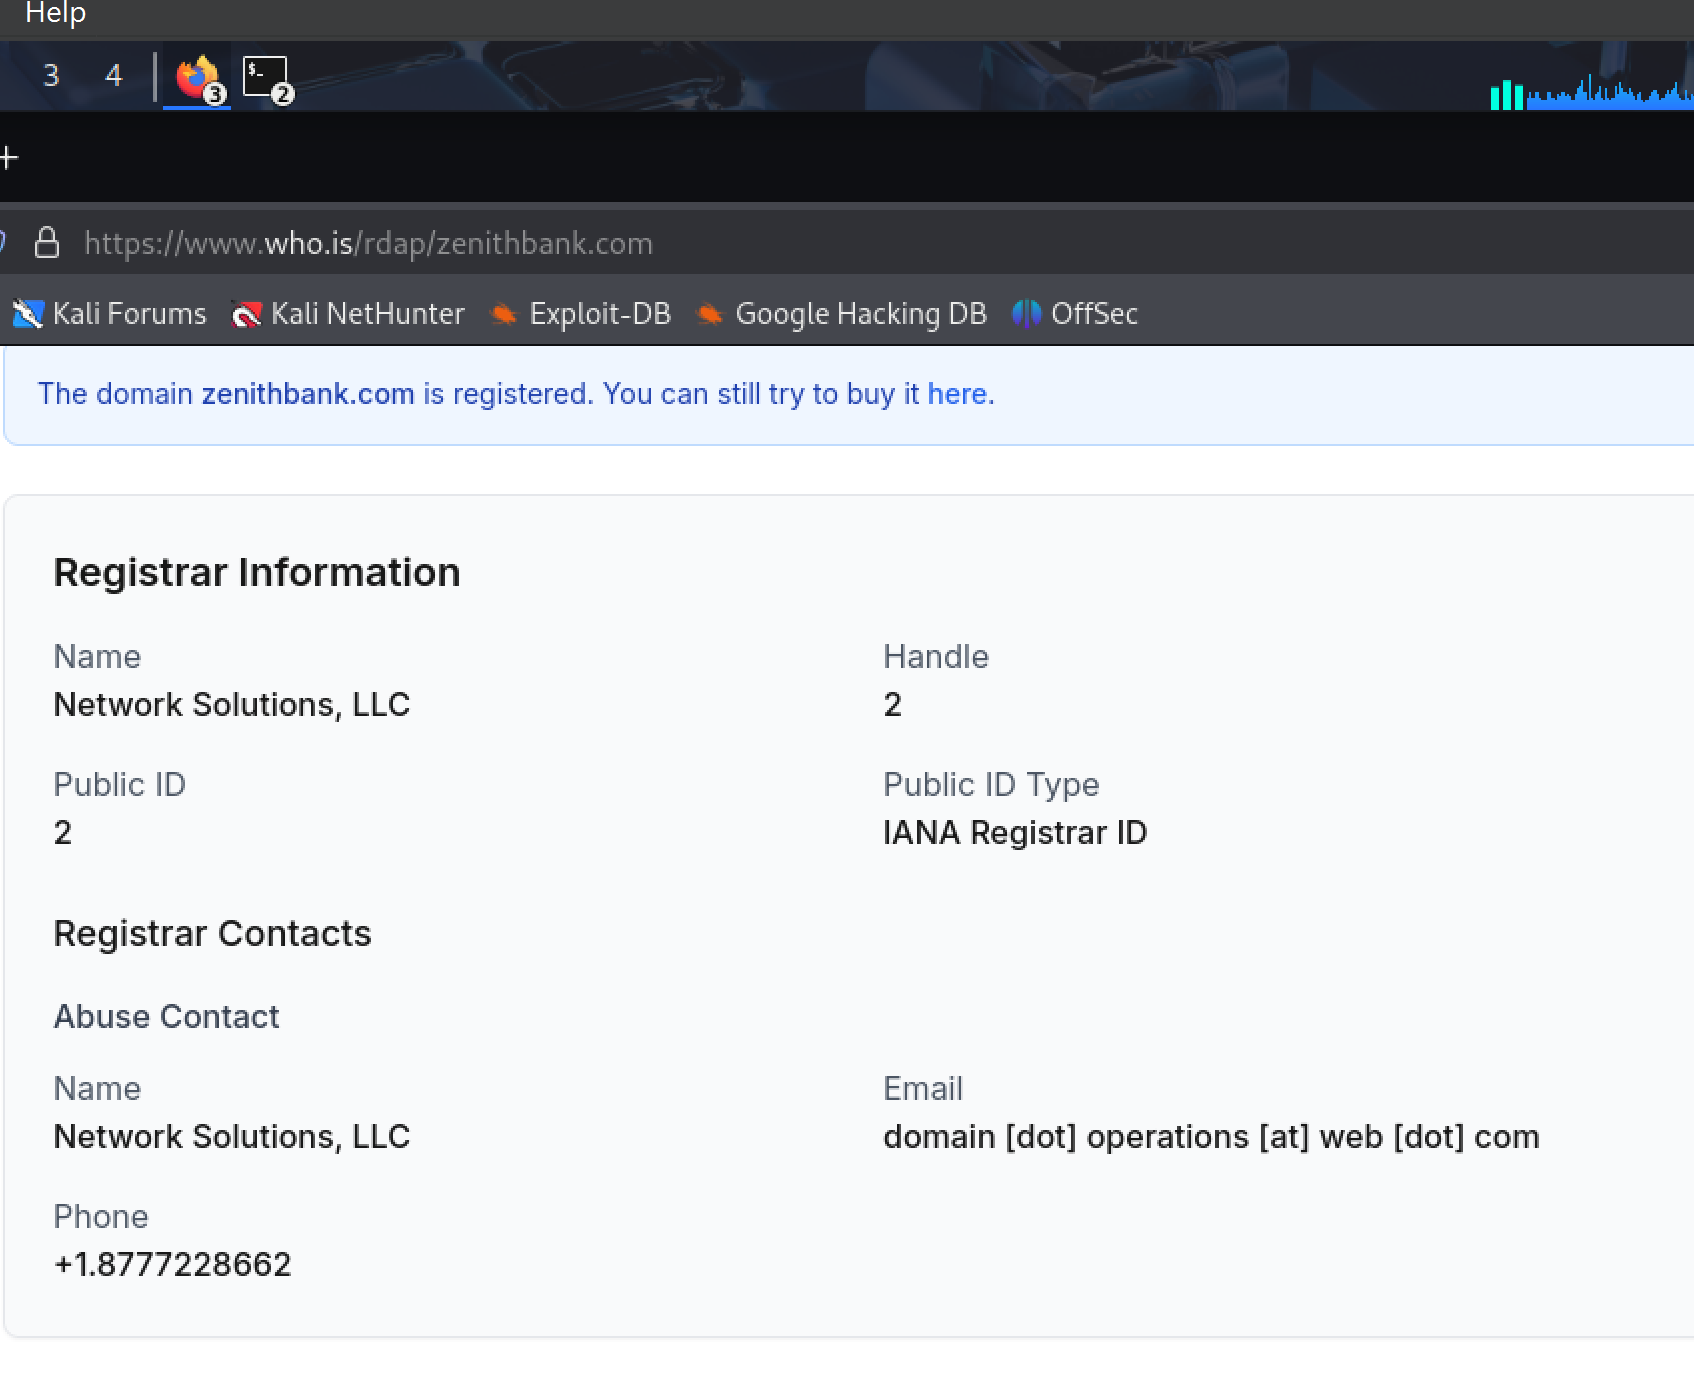 Help
3 4 3 $_ 2
+
https://www.who.is/rdap/zenithbank.com
Kali Forums Kali NetHunter Exploit-DB Google Hacking DB OffSec
The domain zenithbank.com is registered. You can still try to buy it here.
Registrar Information
Name Handle
Network Solutions, LLC 2
Public ID Public ID Type
2 IANA Registrar ID
Registrar Contacts
Abuse Contact
Name Email
Network Solutions, LLC domain [dot] operations [at] web [dot] com
Phone
+1.8777228662